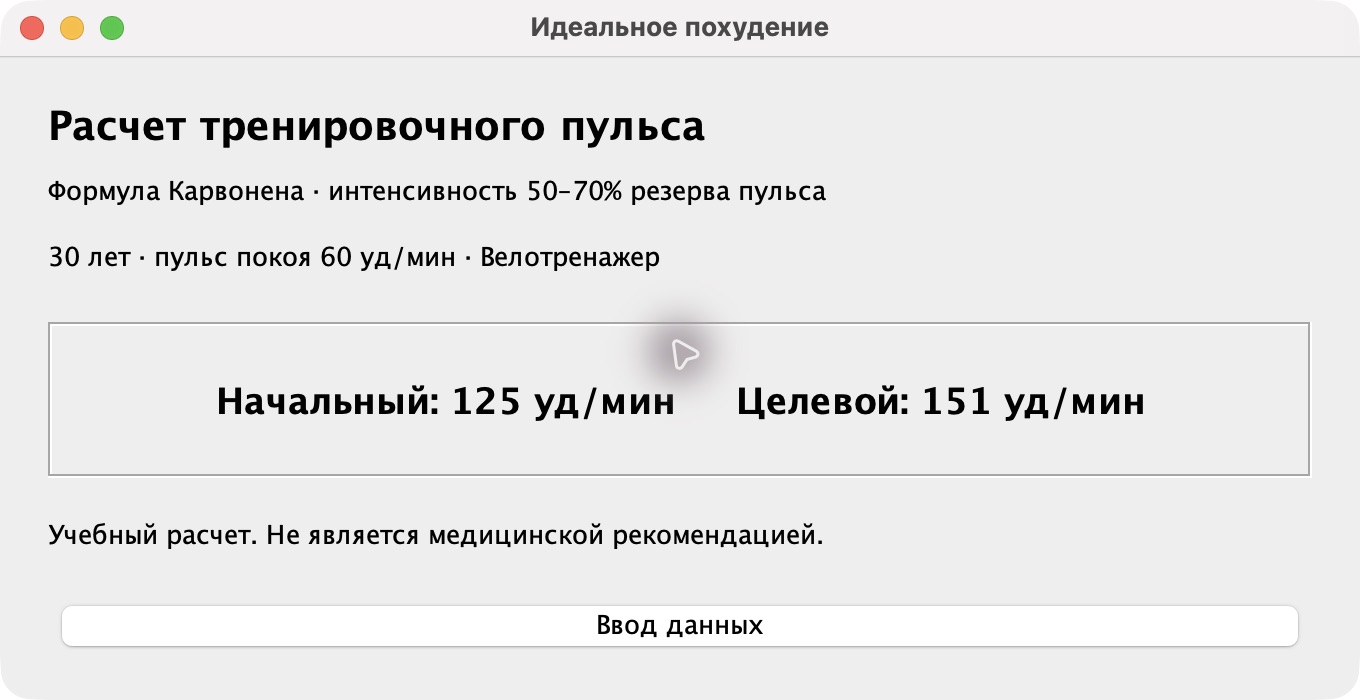 Идеальное похудение
Расчет тренировочного пульса
Формула Карвонена · интенсивность 50–70% резерва пульса
30 лет · пульс покоя 60 уд/мин · Велотренажер
Начальный: 125 уд/мин Целевой: 151 уд/мин
Учебный расчет. Не является медицинской рекомендацией.
Ввод данных